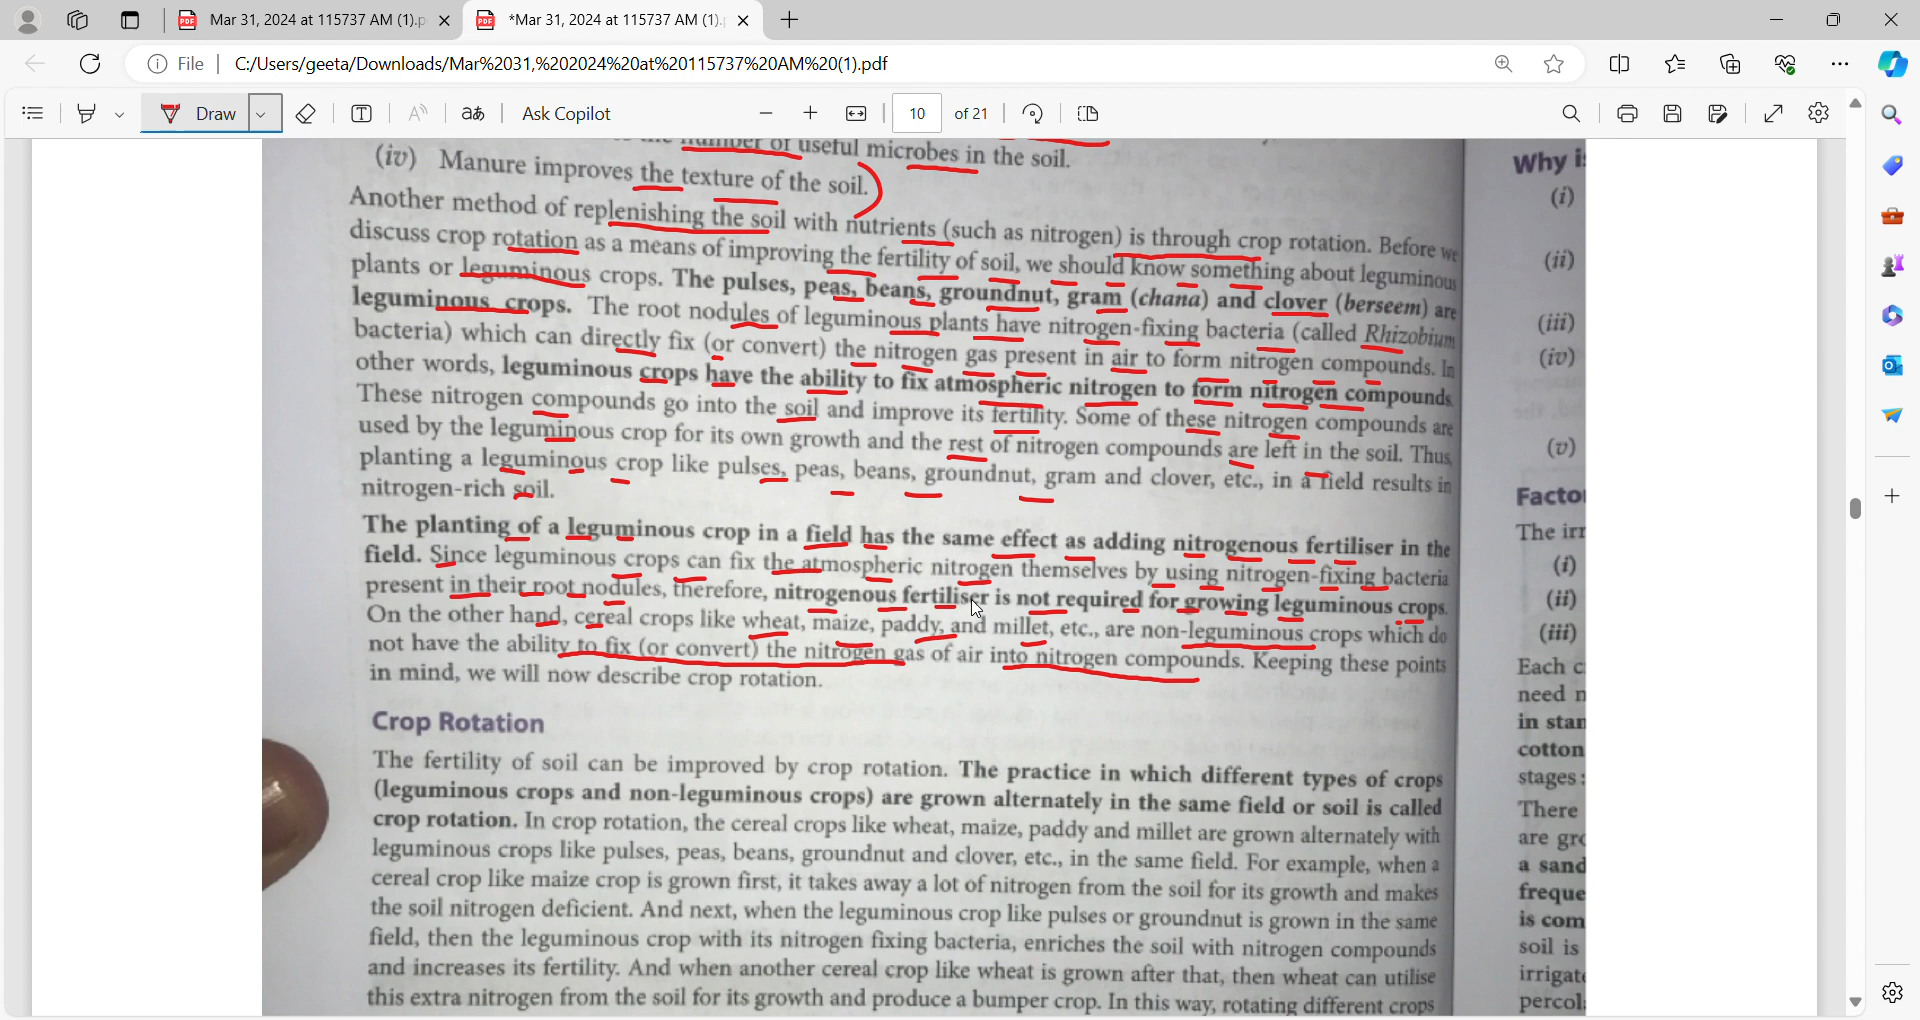 Mar 31, 2024 at 115737 AM (1).p
*Mar 31, 2024 at 115737 AM (1).
File
C:/Users/geeta/Downloads/Mar%2031,%202024%20at%20115737%20AM%20(1).pdf
Draw
Ask Copilot
10
of 21
number of useful microbes in the soil.
(iv) Manure improves the texture of the soil.
Another method of replenishing the soil with nutrients (such as nitrogen) is through crop rotation. Before we
discuss crop rotation as a means of improving the fertility of soil, we should know something about leguminous
plants or leguminous crops. The pulses, peas, beans, groundnut, gram (chana) and clover (berseem) are
leguminous crops. The root nodules of leguminous plants have nitrogen-fixing bacteria (called Rhizobium
bacteria) which can directly fix (or convert) the nitrogen gas present in air to form nitrogen compounds. In
other words, leguminous crops have the ability to fix atmospheric nitrogen to form nitrogen compounds.
These nitrogen compounds go into the soil and improve its fertility. Some of these nitrogen compounds are
used by the leguminous crop for its own growth and the rest of nitrogen compounds are left in the soil. Thus,
planting a leguminous crop like pulses, peas, beans, groundnut, gram and clover, etc., in a field results in
nitrogen-rich soil.
The planting of a leguminous crop in a field has the same effect as adding nitrogenous fertiliser in the
field. Since leguminous crops can fix the atmospheric nitrogen themselves by using nitrogen-fixing bacteria
present in their root nodules, therefore, nitrogenous fertiliser is not required for growing leguminous crops.
On the other hand, cereal crops like wheat, maize, paddy, and millet, etc., are non-leguminous crops which do
not have the ability to fix (or convert) the nitrogen gas of air into nitrogen compounds. Keeping these points
in mind, we will now describe crop rotation.
Crop Rotation
The fertility of soil can be improved by crop rotation. The practice in which different types of crops
(leguminous crops and non-leguminous crops) are grown alternately in the same field or soil is called
crop rotation. In crop rotation, the cereal crops like wheat, maize, paddy and millet are grown alternately with
leguminous crops like pulses, peas, beans, groundnut and clover, etc., in the same field. For example, when a
cereal crop like maize crop is grown first, it takes away a lot of nitrogen from the soil for its growth and makes
the soil nitrogen deficient. And next, when the leguminous crop like pulses or groundnut is grown in the same
field, then the leguminous crop with its nitrogen fixing bacteria, enriches the soil with nitrogen compounds
and increases its fertility. And when another cereal crop like wheat is grown after that, then wheat can utilise
this extra nitrogen from the soil for its growth and produce a bumper crop. In this way, rotating different crops
Why i
(i)
(ii)
(iii)
(iv)
(v)
Facto
The irr
(i)
(ii)
(iii)
Each c
need n
in stan
cotton
stages:
There
are gro
a sand
freque
is com
soil is
irrigate
percol